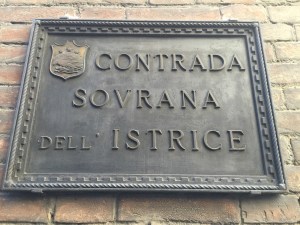 CONTRADA
SOVRANA
DELL' ISTRICE